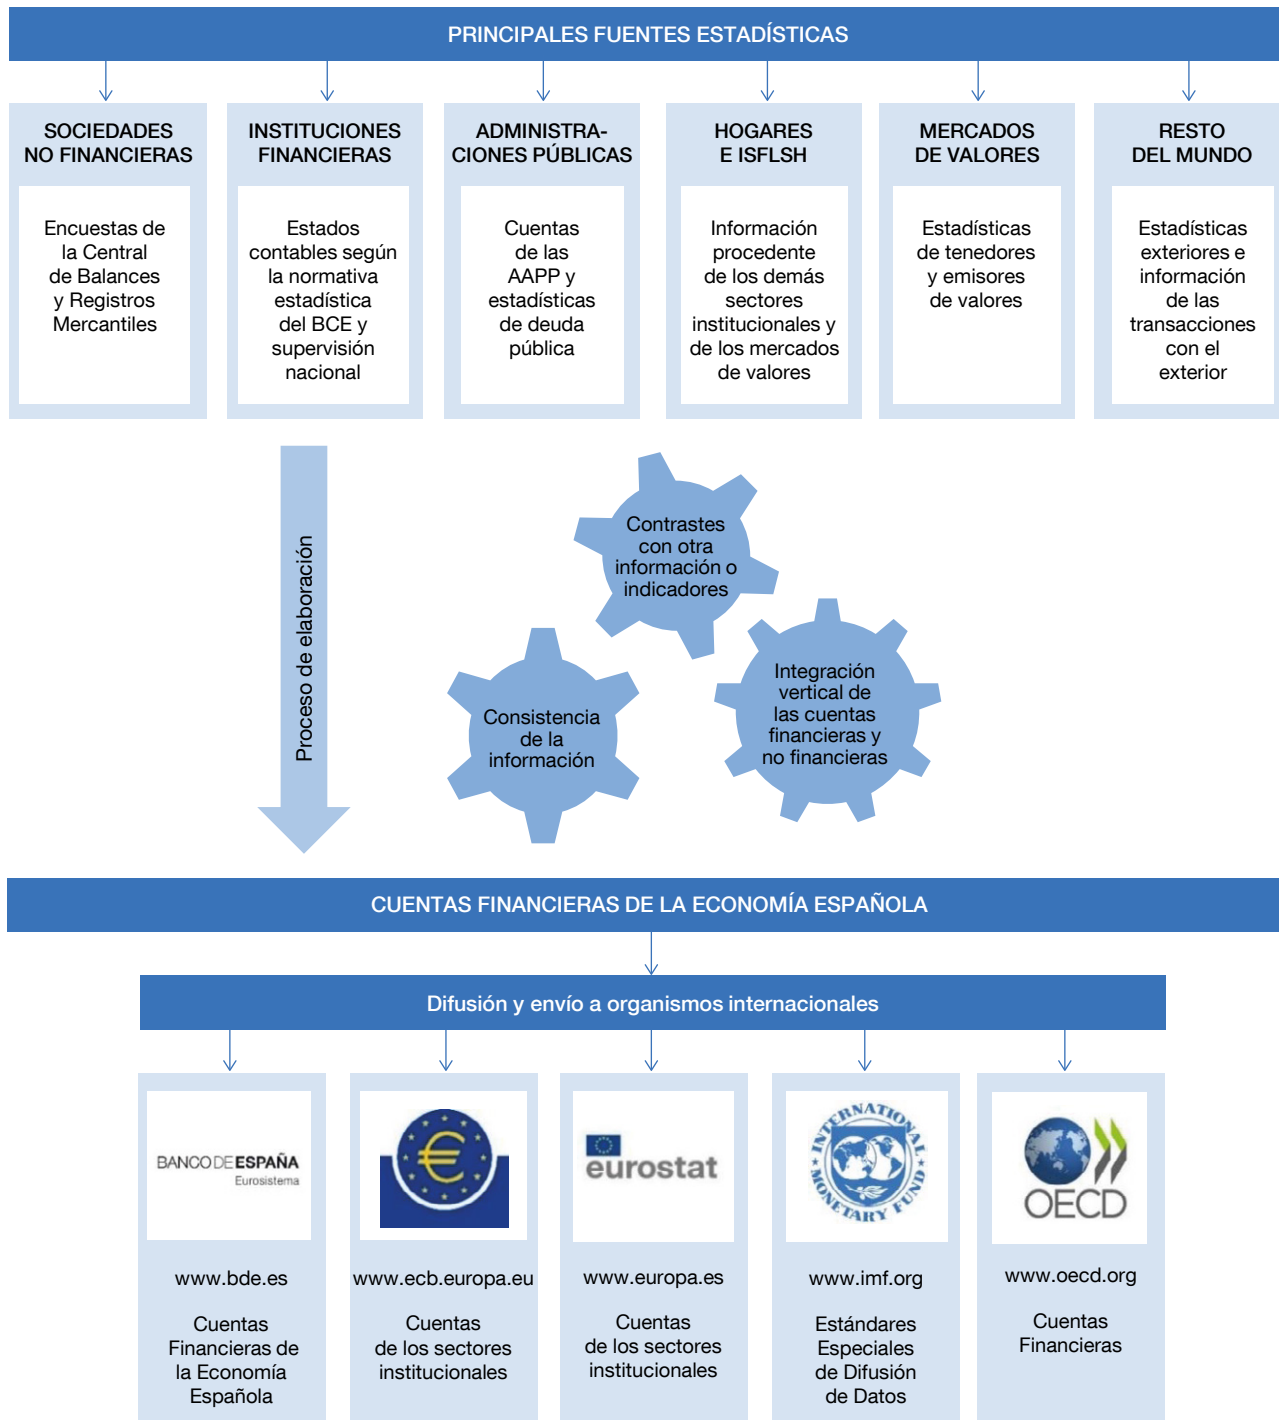 PRINCIPALES FUENTES ESTADÍSTICAS
SOCIEDADES
NO FINANCIERAS
Encuestas de
la Central
de Balances
y Registros
Mercantiles
INSTITUCIONES
FINANCIERAS
Estados
contables según
la normativa
estadística
del BCE y
supervisión
nacional
ADMINISTRA-
CIONES PÚBLICAS
Cuentas
de las
AAPP y
estadísticas
de deuda
pública
HOGARES
E ISFLSH
Información
procedente
de los demás
sectores
institucionales y
de los mercados
de valores
MERCADOS
DE VALORES
Estadísticas
de tenedores
y emisores
de valores
RESTO
DEL MUNDO
Estadísticas
exteriores e
información
de las
transacciones
con el
exterior
Proceso de elaboración
Contrastes
con otra
información o
indicadores
Consistencia
de la
información
Integración
vertical de
las cuentas
financieras y
no financieras
CUENTAS FINANCIERAS DE LA ECONOMÍA ESPAÑOLA
Difusión y envío a organismos internacionales
BANCODEESPAÑA
Eurosistema
www.bde.es
Cuentas
Financieras de
la Economía
Española
€
www.ecb.europa.eu
Cuentas
de los sectores
institucionales
eurostat
www.europa.es
Cuentas
de los sectores
institucionales
INTERNATIONAL
MONETARY FUND
www.imf.org
Estándares
Especiales
de Difusión
de Datos
OECD
www.oecd.org
Cuentas
Financieras